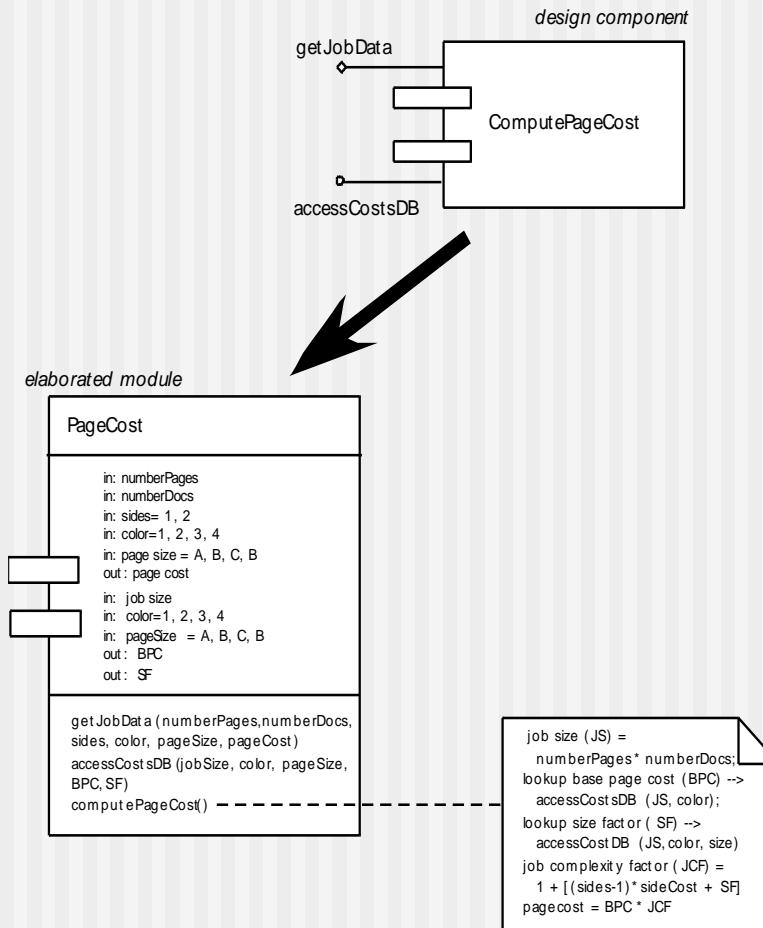 design component
getJobData
ComputePageCost
accessCostsDB
elaborated module
PageCost
in: numberPages
in: numberDocs
in: sides= 1, 2
in: color=1, 2, 3, 4
in: page size = A, B, C, B
out: page cost
in: job size
in: color=1, 2, 3, 4
in: pageSize = A, B, C, B
out: BPC
out: SF
getJobData (numberPages,numberDocs,
sides, color, pageSize, pageCost)
accessCostsDB (jobSize, color, pageSize,
BPC, SF)
computePageCost()
job size (JS) =
numberPages* numberDocs;
lookup base page cost (BPC) -->
accessCostsDB (JS, color);
lookup size factor (SF) -->
accessCostDB (JS, color, size)
job complexity factor (JCF) =
1 + [(sides-1)* sideCost + SF]
pagecost = BPC * JCF